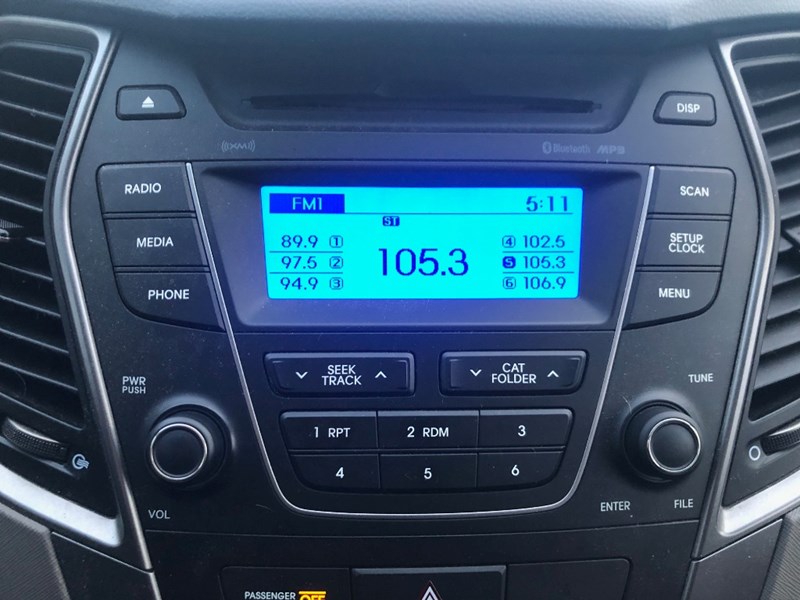 DISP
((XM)) Bluetooth MP3
RADIO
MEDIA
PHONE
FM1 5:11
ST
89.9 1
97.5 2
94.9 3
105.3
4 102.5
5 105.3
6 106.9
SCAN
SETUP
CLOCK
MENU
SEEK
TRACK
CAT
FOLDER
PWR
PUSH
TUNE
1 RPT 2 RDM 3
4 5 6
VOL
ENTER FILE
PASSENGER OFF